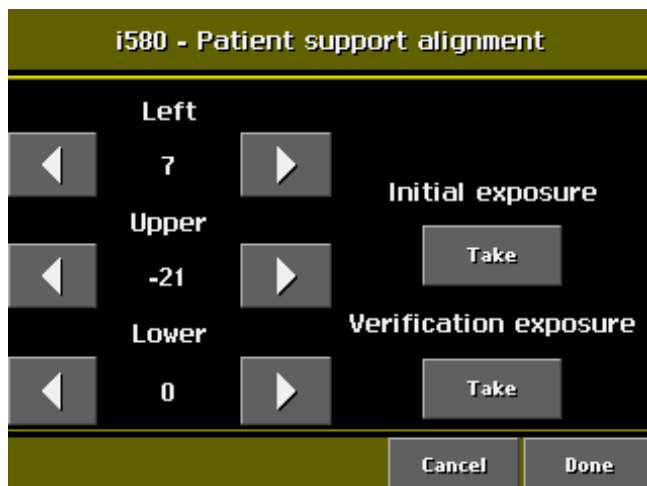 i580 - Patient support alignment
Left
7
Upper
-21
Lower
0
Initial exposure
Take
Verification exposure
Take
Cancel
Done